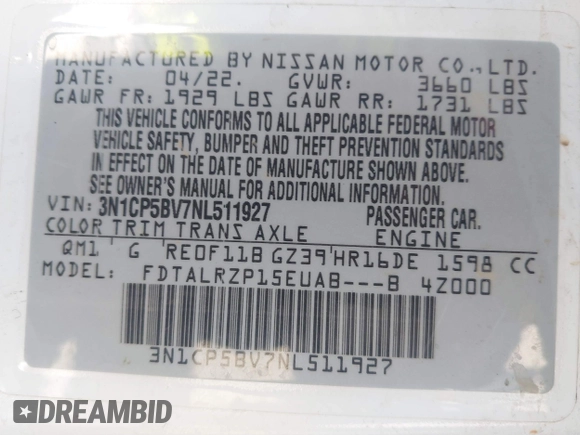 MANUFACTURED BY NISSAN MOTOR CO., LTD.
DATE: 04/22. GVWR: 3660 LBS
GAWR FR: 1929 LBS GAWR RR: 1731 LBS
THIS VEHICLE CONFORMS TO ALL APPLICABLE FEDERAL MOTOR
VEHICLE SAFETY, BUMPER AND THEFT PREVENTION STANDARDS
IN EFFECT ON THE DATE OF MANUFACTURE SHOWN ABOVE.
SEE OWNER'S MANUAL FOR ADDITIONAL INFORMATION.
VIN: 3N1CP5BV7NL511927 PASSENGER CAR.
COLOR TRIM TRANS AXLE ENGINE
QM1 G RE0F11B GZ39 HR16DE 1598 CC
MODEL: FDTALRZP15EUAB---B 4Z000
3N1CP5BV7NL511927
DREAMBID